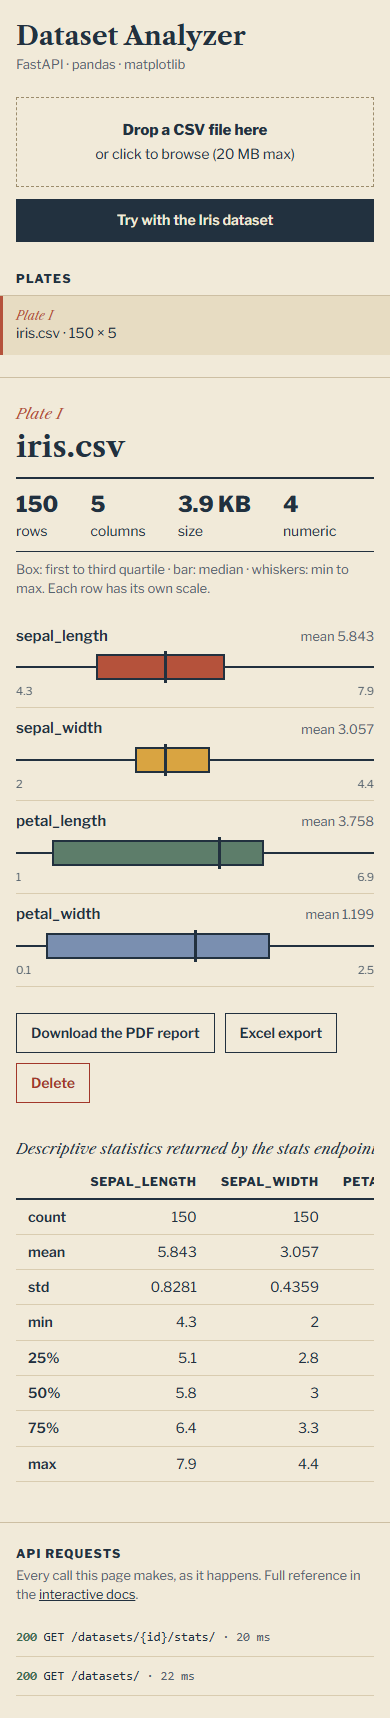 Dataset Analyzer
FastAPI · pandas · matplotlib
Drop a CSV file here
or click to browse (20 MB max)
Try with the Iris dataset
PLATES
Plate I
iris.csv · 150 × 5
Plate I
iris.csv
150 5 3.9 KB 4
rows columns size numeric
Box: first to third quartile · bar: median · whiskers: min to
max. Each row has its own scale.
sepal_length mean 5.843
4.3 7.9
sepal_width mean 3.057
2 4.4
petal_length mean 3.758
1 6.9
petal_width mean 1.199
0.1 2.5
Download the PDF report Excel export
Delete
Descriptive statistics returned by the stats endpoint
SEPAL_LENGTH SEPAL_WIDTH PETA
count 150 150
mean 5.843 3.057
std 0.8281 0.4359
min 4.3 2
25% 5.1 2.8
50% 5.8 3
75% 6.4 3.3
max 7.9 4.4
API REQUESTS
Every call this page makes, as it happens. Full reference in
the interactive docs.
200 GET /datasets/{id}/stats/ · 20 ms
200 GET /datasets/ · 22 ms